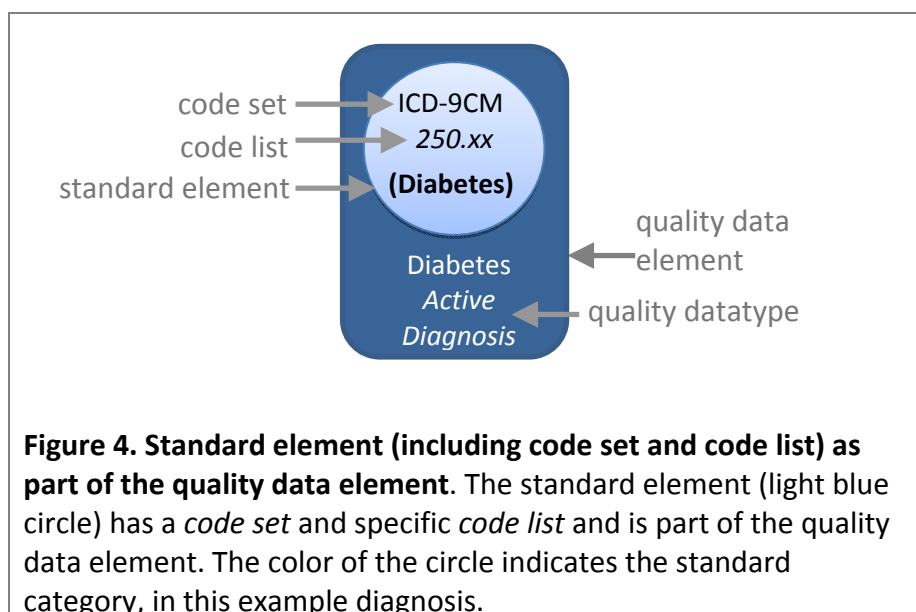 code set
ICD-9CM
code list
250.xx
standard element
(Diabetes)
quality data
element
Diabetes
Active
Diagnosis
quality datatype
Figure 4. Standard element (including code set and code list) as
part of the quality data element. The standard element (light blue
circle) has a code set and specific code list and is part of the quality
data element. The color of the circle indicates the standard
category, in this example diagnosis.